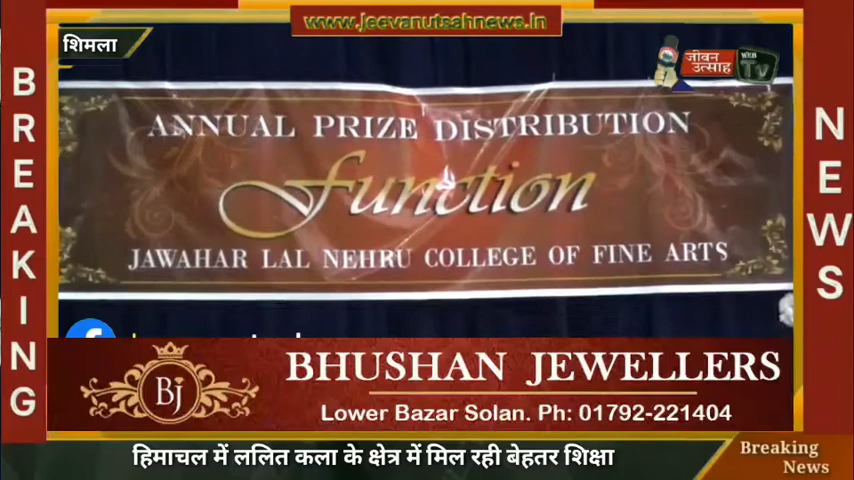 www.jeevanutsahnews.in
शिमला
जीवन
उत्साह
WEB
TV
BREAKING
NEWS
ANNUAL PRIZE DISTRIBUTION
Function
JAWAHAR LAL NEHRU COLLEGE OF FINE ARTS
BJ
BHUSHAN JEWELLERS
Lower Bazar Solan. Ph: 01792-221404
हिमाचल में ललित कला के क्षेत्र में मिल रही बेहतर शिक्षा
Breaking
News